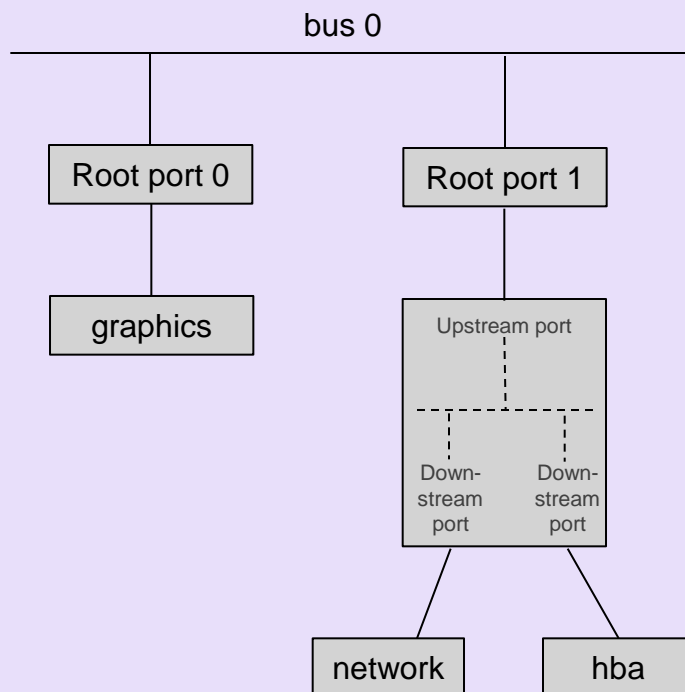 bus 0
Root port 0
Root port 1
graphics
Upstream port
Down-
stream
port
Down-
stream
port
network
hba